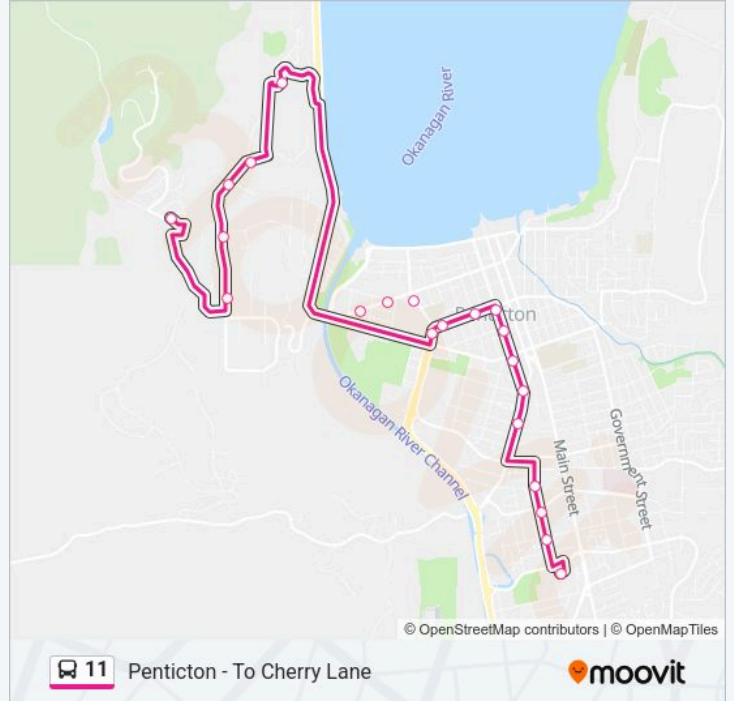 Okanagan River
Penticton
Okanagan River Channel
Main Street
Government Street
© OpenStreetMap contributors | © OpenMapTiles
11 Penticton - To Cherry Lane
moovit